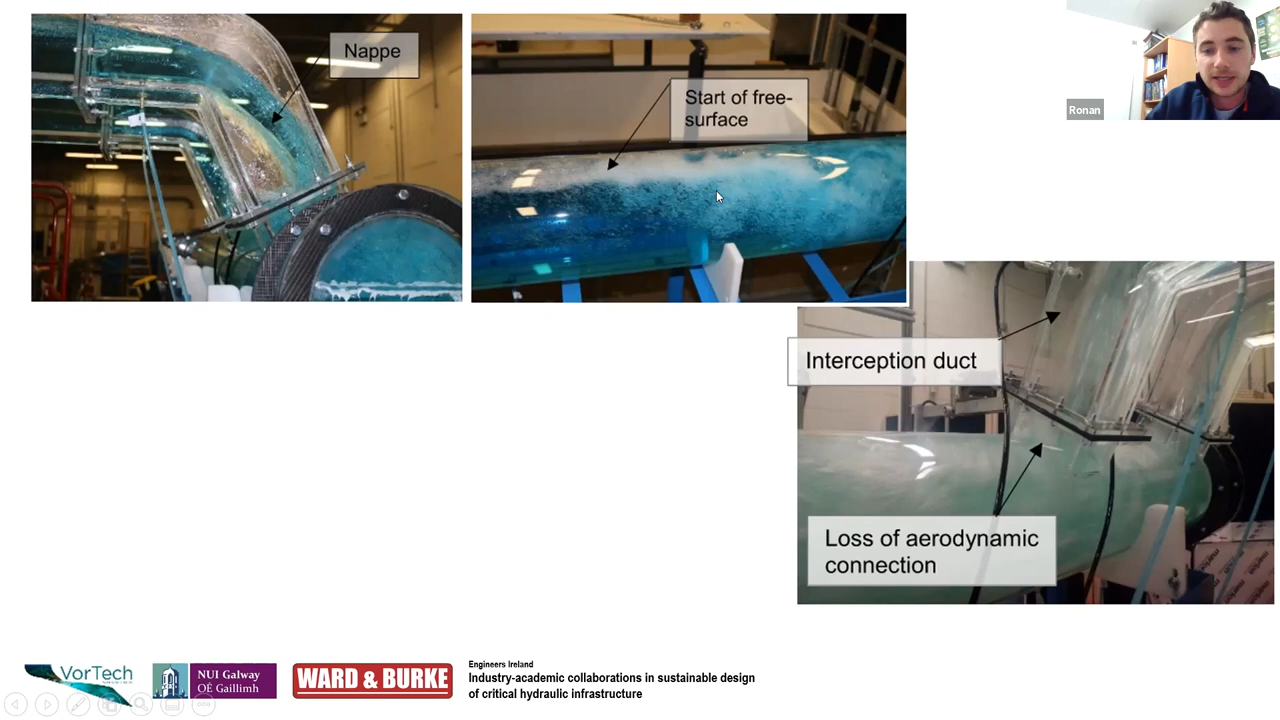 Nappe
Start of free-
surface
Ronan
Interception duct
Loss of aerodynamic
connection
VorTech
NUI Galway
OÉ Gaillimh
WARD & BURKE
Engineers Ireland
Industry-academic collaborations in sustainable design
of critical hydraulic infrastructure